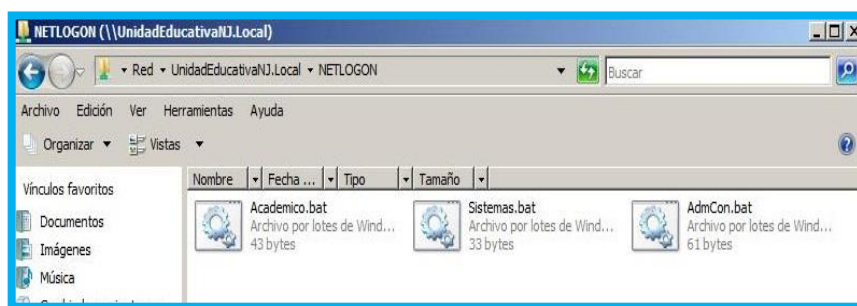 NETLOGON (\\UnidadEducativaNJ.Local)
Red UnidadEducativaNJ.Local NETLOGON
Buscar
Archivo Edición Ver Herramientas Ayuda
Organizar Vistas
Vínculos favoritos
Documentos
Imágenes
Música
Nombre Fecha ... Tipo Tamaño
Academico.bat
Archivo por lotes de Wind...
43 bytes
Sistemas.bat
Archivo por lotes de Wind...
33 bytes
AdmCon.bat
Archivo por lotes de Wind...
61 bytes